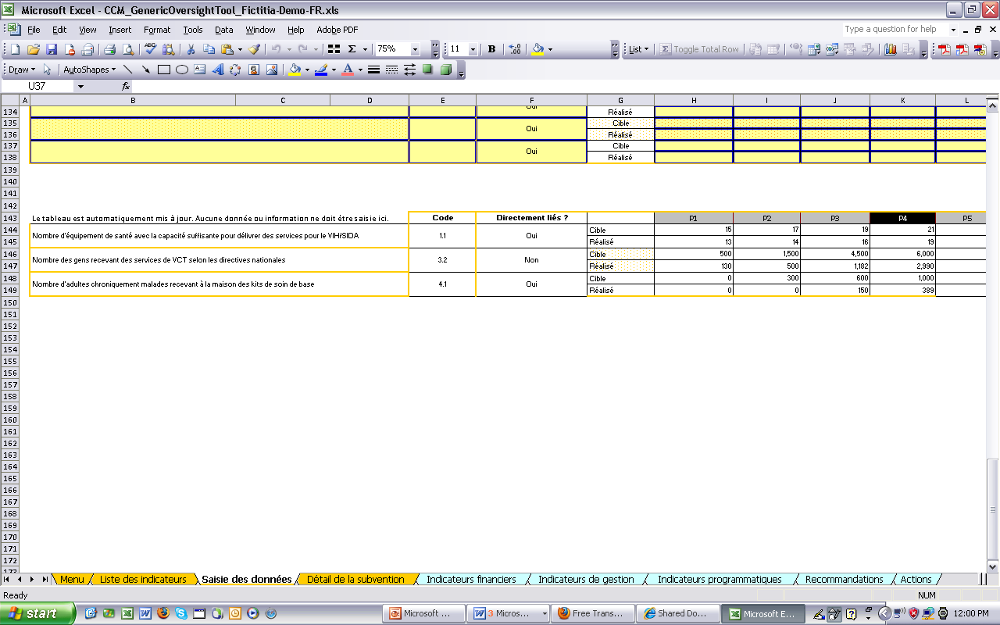 Microsoft Excel - CCM_GenericOversightTool_Fictitia-Demo-FR.xls
File Edit View Insert Format Tools Data Window Help Adobe PDF
Type a question for help
75% 11 B List Toggle Total Row
Draw AutoShapes
U37 fx
A B C D E F G H I J K L
134 Oui Réalisé
135 Cible
Oui
136 Réalisé
137 Cible
Oui
138 Réalisé
139
140
141
142
143 Le tableau est automatiquement mis à jour. Aucune donnée ou information ne doit être saisie ici. Code Directement liés ? P1 P2 P3 P4 P5
144 Cible 15 17 19 21
Nombre d'équipement de santé avec la capacité suffisante pour délivrer des services pour le VIH/SIDA 1.1 Oui
145 Réalisé 13 14 16 19
146 Cible 500 1,500 4,500 6,000
Nombre des gens recevant des services de VCT selon les directives nationales 3.2 Non
147 Réalisé 130 500 1,182 2,990
148 Cible 0 300 600 1,000
Nombre d'adultes chroniquement malades recevant à la maison des kits de soin de base 4.1 Oui
149 Réalisé 0 0 150 389
150
151
152
153
154
155
156
157
158
159
160
161
162
163
164
165
166
167
168
169
170
171
172
Menu Liste des indicateurs Saisie des données Détail de la subvention Indicateurs financiers Indicateurs de gestion Indicateurs programmatiques Recommandations Actions
Ready NUM
start Microsoft ... 3 Micros... Free Trans... Shared Do... Microsoft E... 12:00 PM